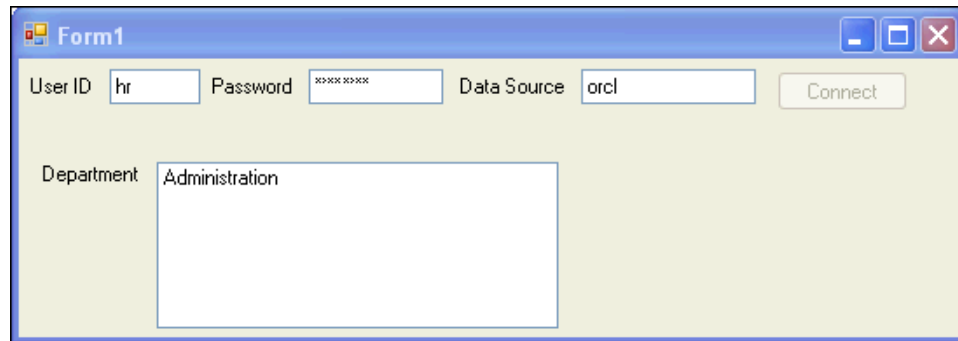 Form1
User ID hr Password ******** Data Source orcl Connect
Department Administration